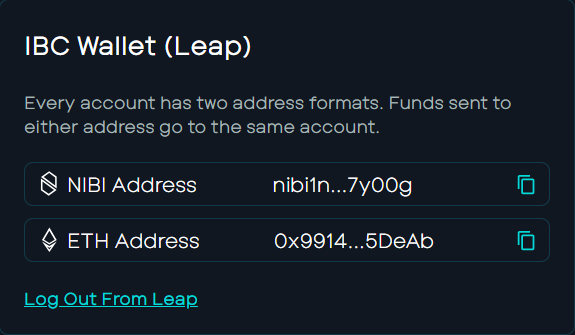 IBC Wallet (Leap)
Every account has two address formats. Funds sent to
either address go to the same account.
NIBI Address nibi1n...7y00g
ETH Address 0x9914...5DeAb
Log Out From Leap